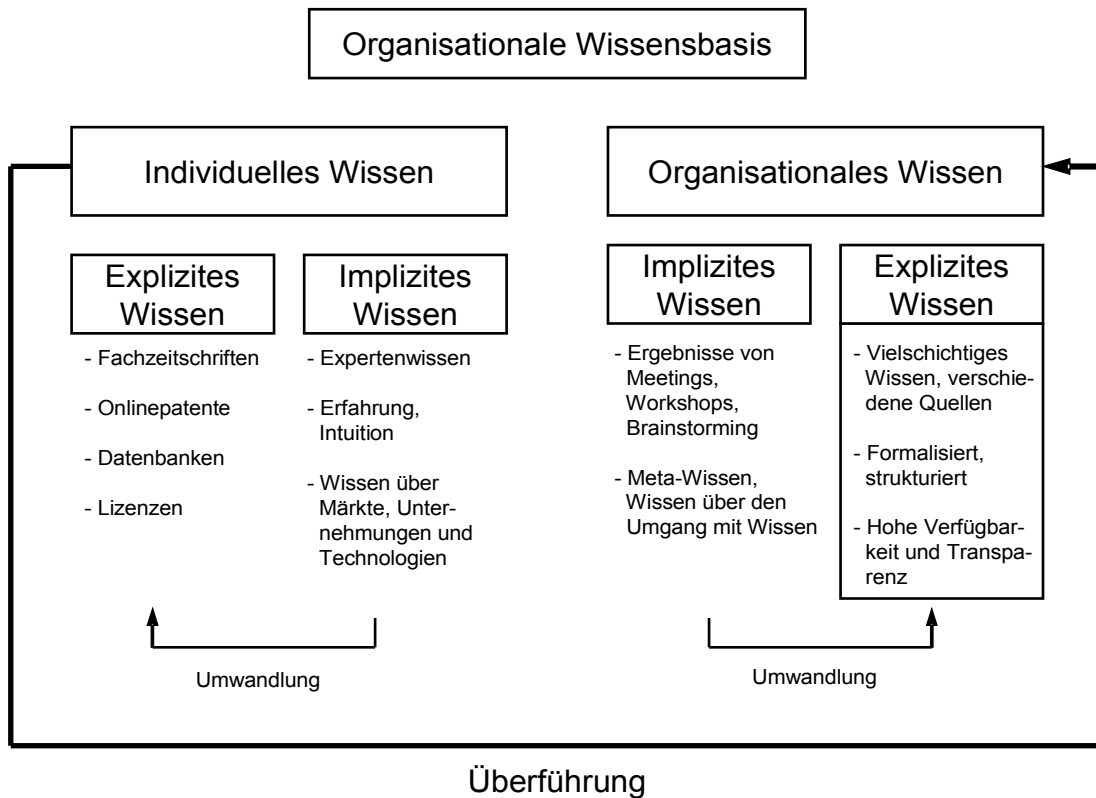 Organisationale Wissensbasis
Individuelles Wissen
Organisationales Wissen
Explizites
Wissen
- Fachzeitschriften
- Onlinepatente
- Datenbanken
- Lizenzen
Implizites
Wissen
- Expertenwissen
- Erfahrung,
Intuition
- Wissen über
Märkte, Unter-
nehmungen und
Technologien
Implizites
Wissen
- Ergebnisse von
Meetings,
Workshops,
Brainstorming
- Meta-Wissen,
Wissen über den
Umgang mit Wissen
Explizites
Wissen
- Vielschichtiges
Wissen, verschie-
dene Quellen
- Formalisiert,
strukturiert
- Hohe Verfügbar-
keit und Transpa-
renz
Umwandlung
Umwandlung
Überführung